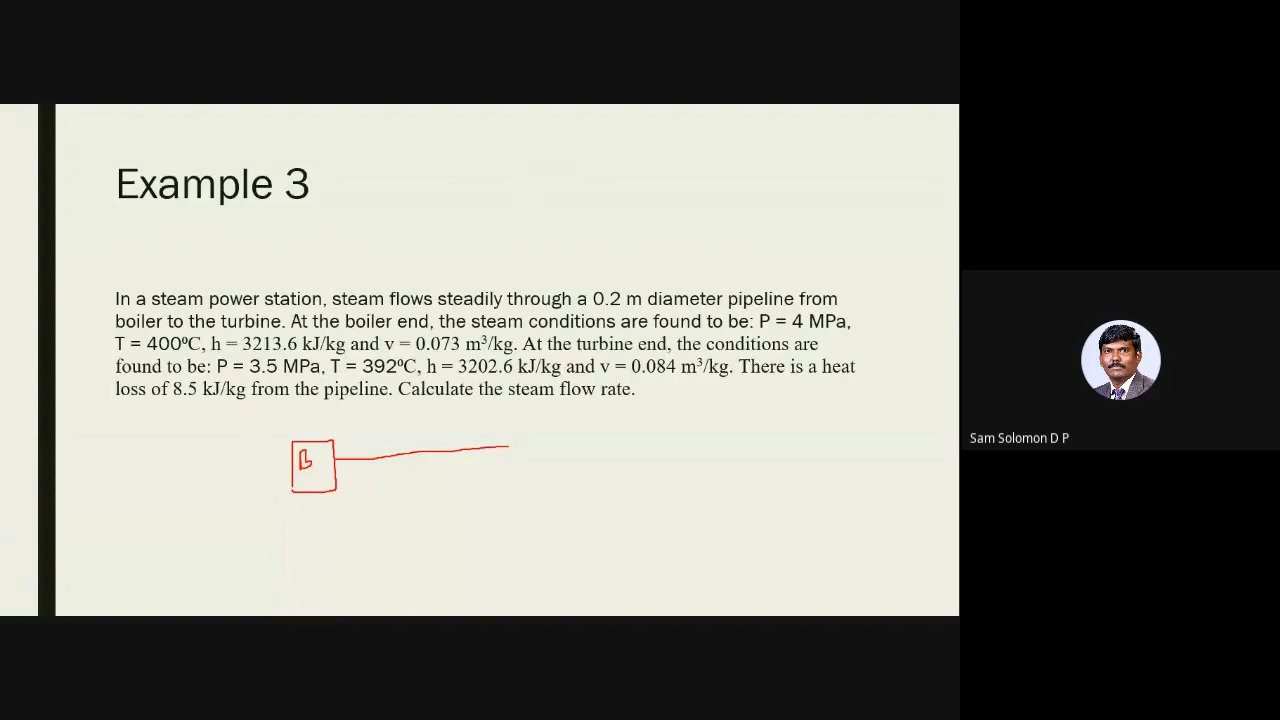 Example 3
In a steam power station, steam flows steadily through a 0.2 m diameter pipeline from
boiler to the turbine. At the boiler end, the steam conditions are found to be: P = 4 MPa,
T = 400⁰C, h = 3213.6 kJ/kg and v = 0.073 m³/kg. At the turbine end, the conditions are
found to be: P = 3.5 MPa, T = 392⁰C, h = 3202.6 kJ/kg and v = 0.084 m³/kg. There is a heat
loss of 8.5 kJ/kg from the pipeline. Calculate the steam flow rate.
B
Sam Solomon D P